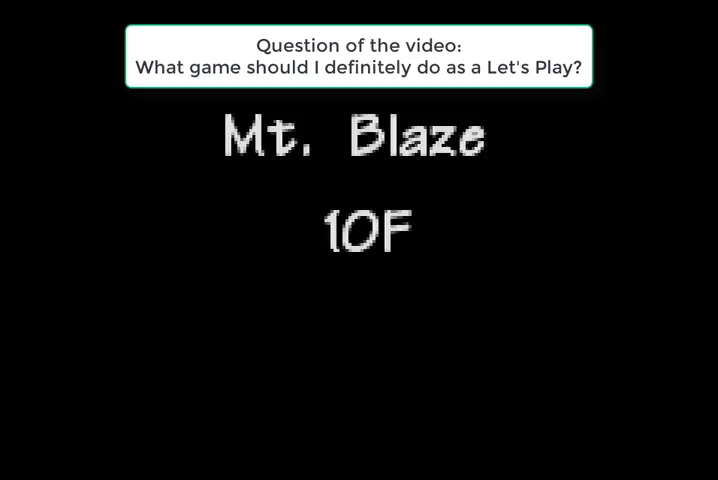 Question of the video:
What game should I definitely do as a Let's Play?
Mt. Blaze
10F